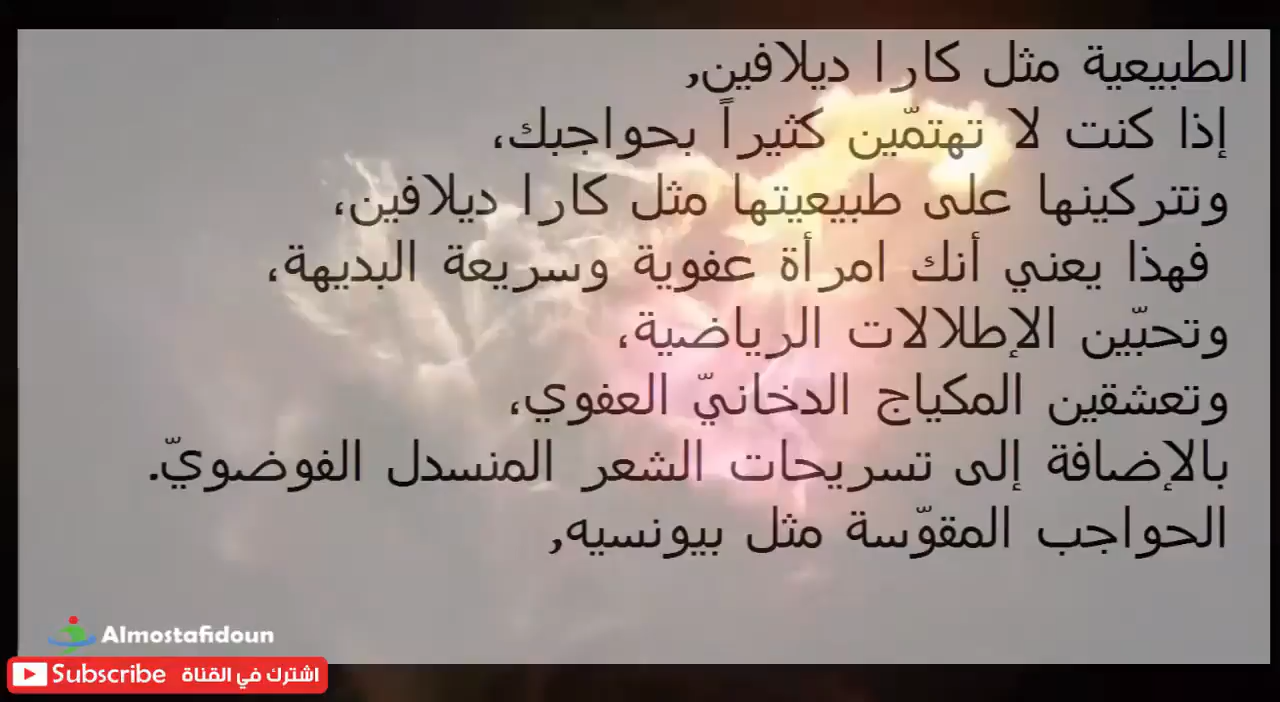 الطبيعية مثل كارا ديلافين,
إذا كنت لا تهتمّين كثيراً بحواجبك،
وتتركينها على طبيعيتها مثل كارا ديلافين،
فهذا يعني أنك امرأة عفوية وسريعة البديهة،
وتحبّين الإطلالات الرياضية،
وتعشقين المكياج الدخانيّ العفوي،
بالإضافة إلى تسريحات الشعر المنسدل الفوضويّ.
الحواجب المقوّسة مثل بيونسيه,
Almostafidoun
Subscribe اشترك في القناة